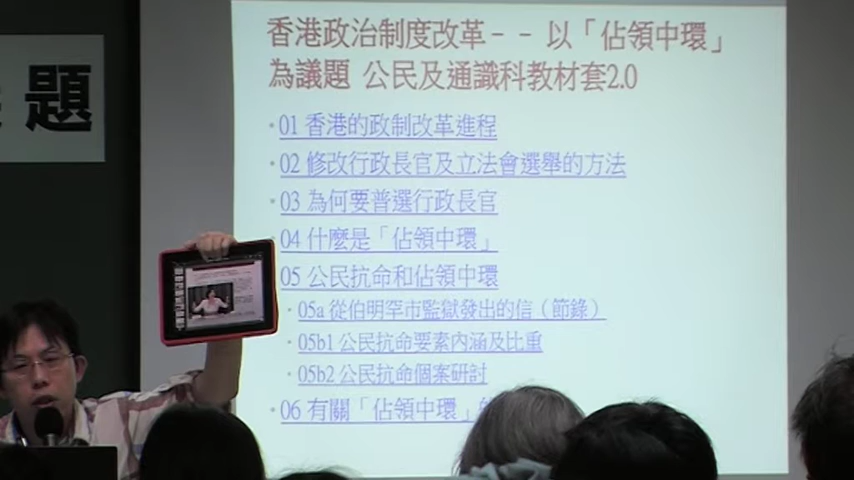 題
香港政治制度改革－－ 以「佔領中環」
為議題 公民及通識科教材套2.0
01 香港的政制改革進程
02 修改行政長官及立法會選舉的方法
03 為何要普選行政長官
04 什麼是「佔領中環」
05 公民抗命和佔領中環
05a 從伯明罕市監獄發出的信（節錄）
05b1 公民抗命要素內涵及比重
05b2 公民抗命個案研討
06 有關「佔領中環」